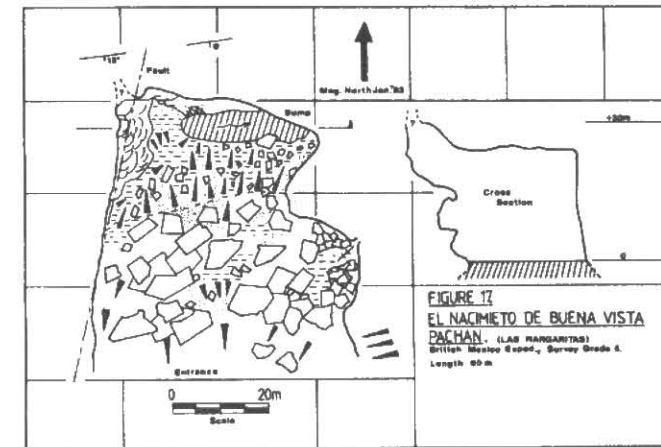 Fault
Mag. North Jan. '83
Sump
+20m
Cross
Section
0
FIGURE 17
EL NACIMIETO DE BUENA VISTA
PACHAN. (LAS MARGARITAS)
British Mexico Exped., Survey Grade 4.
Length 60m
Entrance
0 20m
Scale